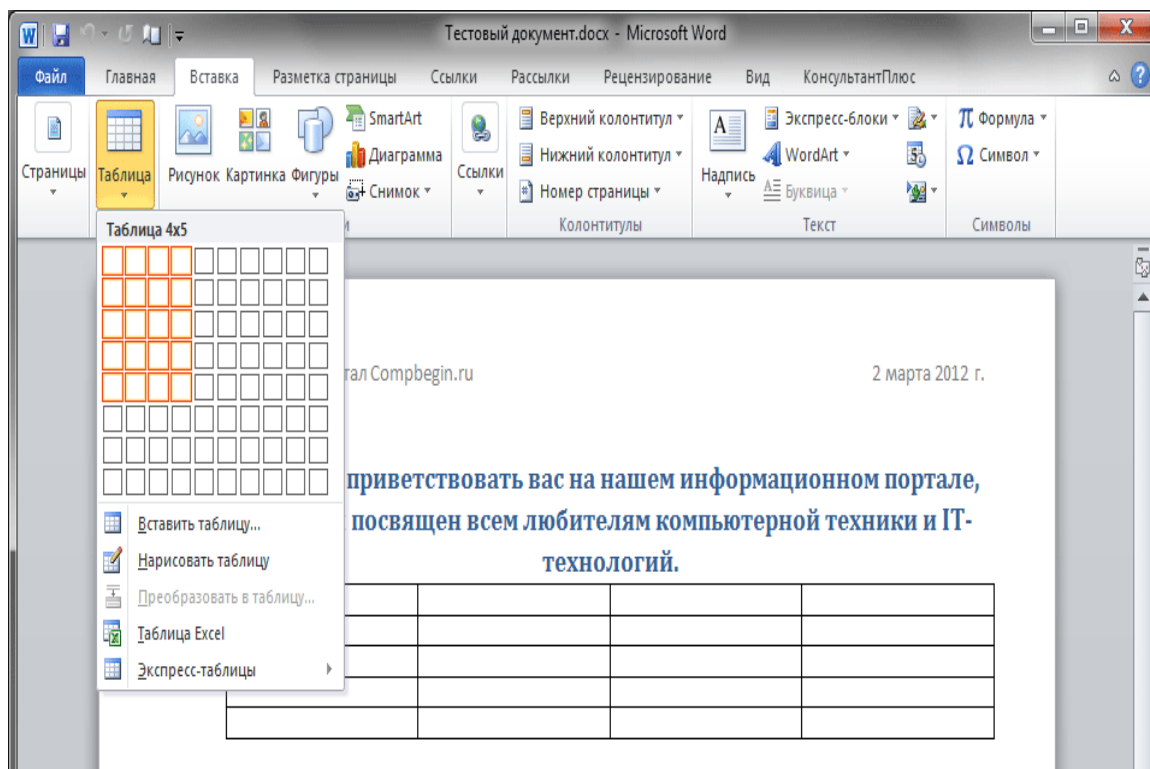 Тестовый документ.docx - Microsoft Word
Файл Главная Вставка Разметка страницы Ссылки Рассылки Рецензирование Вид КонсультантПлюс
Страницы
Таблица
Рисунок Картинка Фигуры
SmartArt
Диаграмма
Снимок
Ссылки
Верхний колонтитул
Нижний колонтитул
Номер страницы
Колонтитулы
Надпись
Экспресс-блоки
WordArt
Буквица
Текст
Формула
Символ
Символы
Таблица 4x5
Вставить таблицу...
Нарисовать таблицу
Преобразовать в таблицу...
Таблица Excel
Экспресс-таблицы
Compbegin.ru 2 марта 2012 г.
приветствовать вас на нашем информационном портале,
посвящен всем любителям компьютерной техники и IT-
технологий.